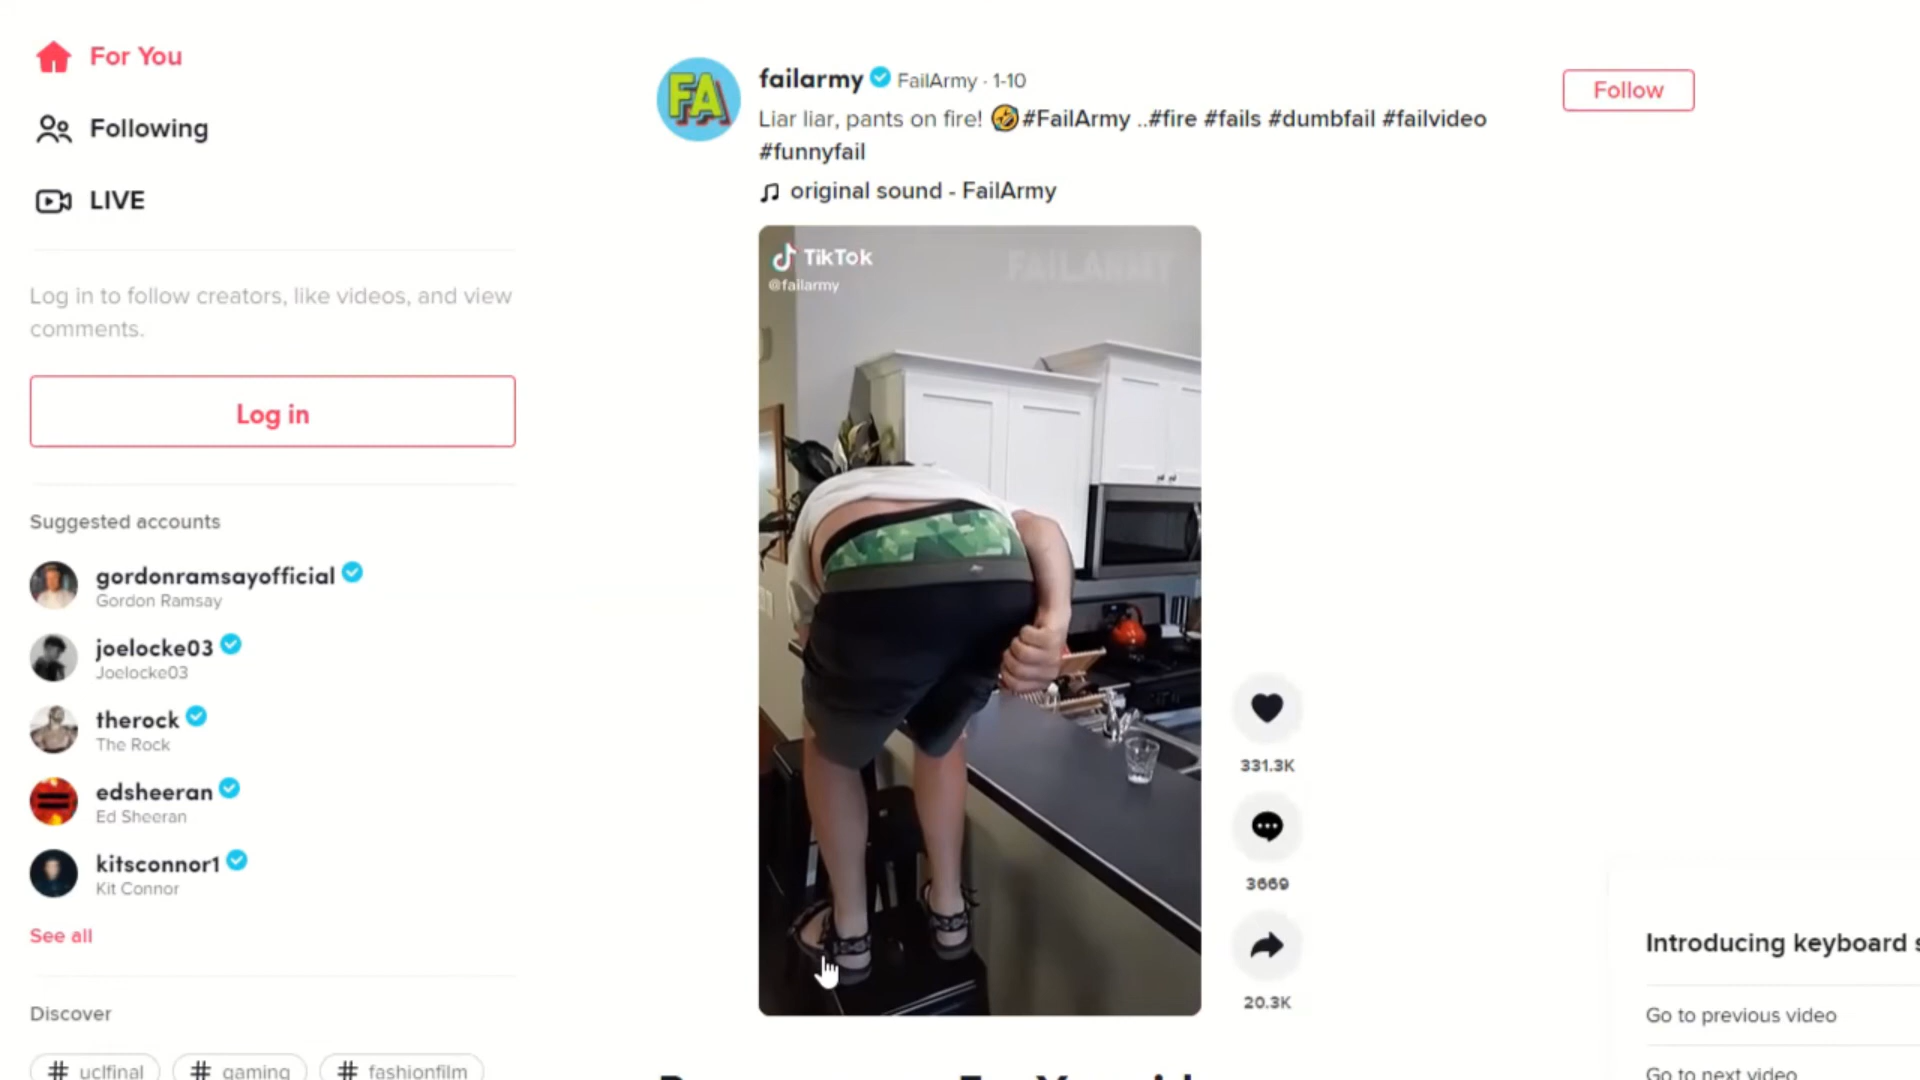 For You
Following
LIVE
Log in to follow creators, like videos, and view
comments.
Log in
Suggested accounts
gordonramsayofficial
Gordon Ramsay
joelocke03
Joelocke03
therock
The Rock
edsheeran
Ed Sheeran
kitsconnor1
Kit Connor
See all
Discover
# uclfinal # gaming # fashionfilm
FA
failarmy FailArmy · 1-10
Follow
Liar liar, pants on fire! 🤣#FailArmy ..#fire #fails #dumbfail #failvideo
#funnyfail
original sound - FailArmy
TikTok
@failarmy
FAILARMY
331.3K
3669
20.3K
Introducing keyboard
Go to previous video
Go to next video